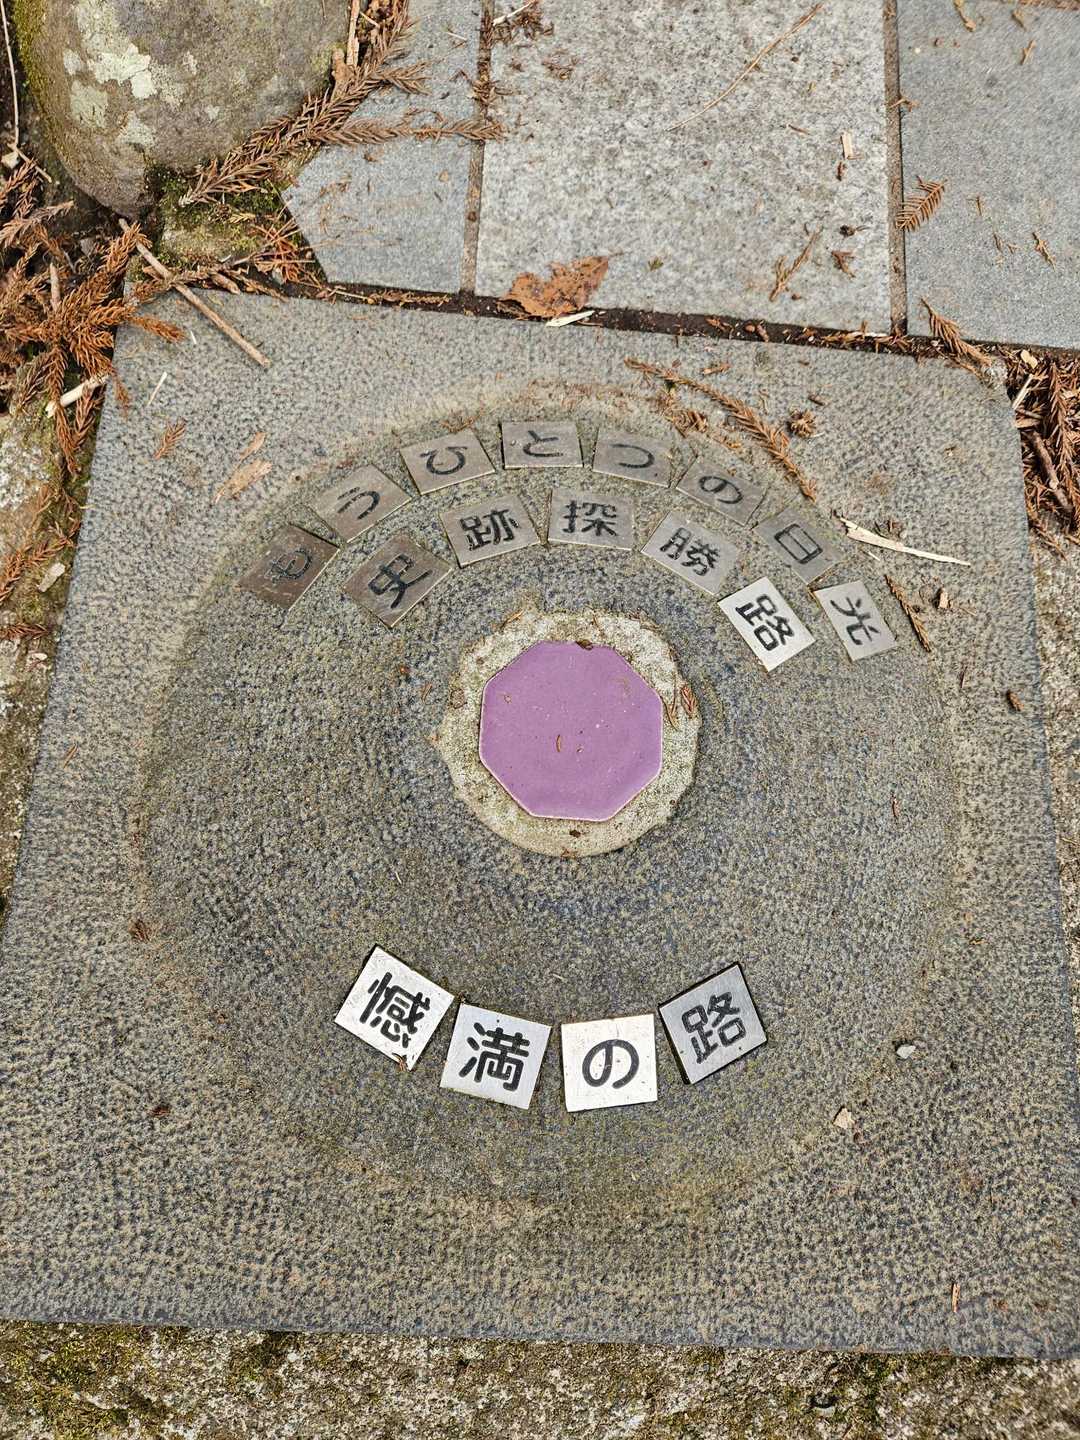 もうひとつの日光
史跡探勝路
憾満の路